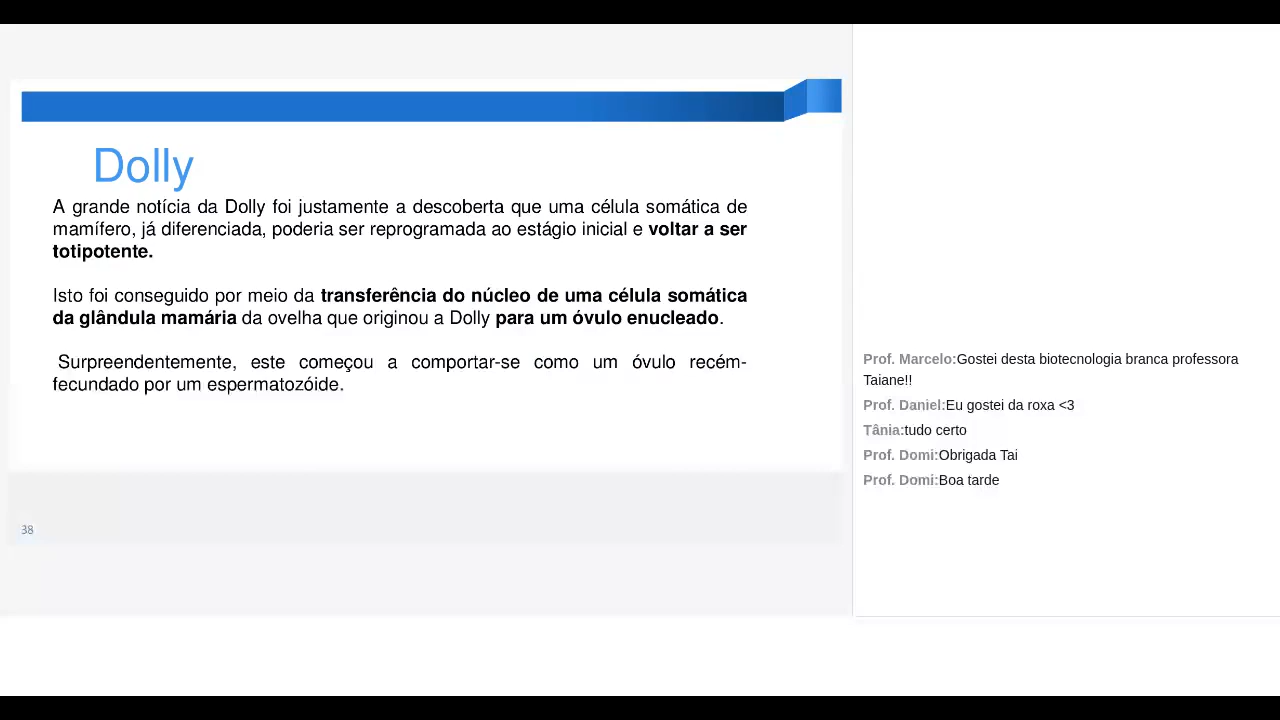 Dolly
A grande notícia da Dolly foi justamente a descoberta que uma célula somática de
mamífero, já diferenciada, poderia ser reprogramada ao estágio inicial e voltar a ser
totipotente.
Isto foi conseguido por meio da transferência do núcleo de uma célula somática
da glândula mamária da ovelha que originou a Dolly para um óvulo enucleado.
Surpreendentemente, este começou a comportar-se como um óvulo recém-
fecundado por um espermatozóide.
38
Prof. Marcelo:Gostei desta biotecnologia branca professora
Taiane!!
Prof. Daniel:Eu gostei da roxa <3
Tânia:tudo certo
Prof. Domi:Obrigada Tai
Prof. Domi:Boa tarde